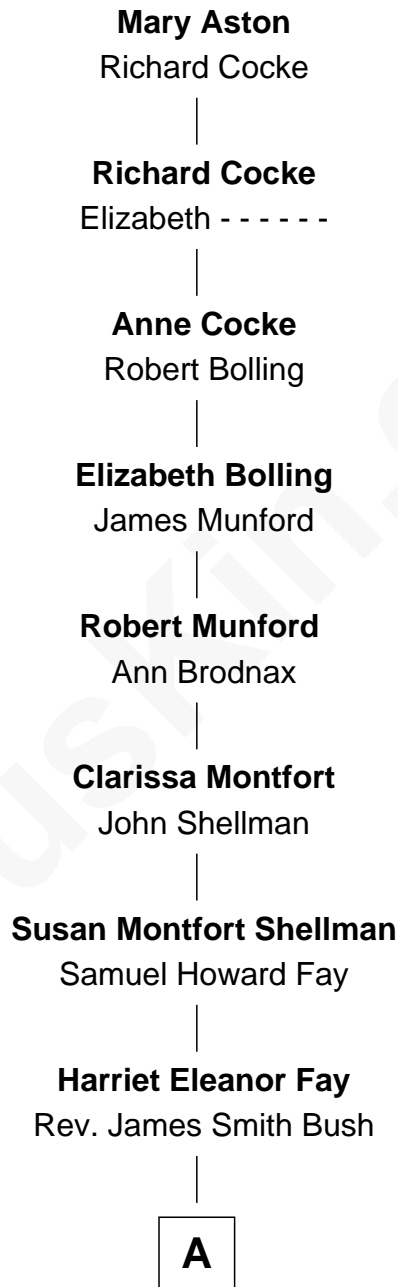 Mary Aston
Richard Cocke
Richard Cocke
Elizabeth - - - - - -
Anne Cocke
Robert Bolling
Elizabeth Bolling
James Munford
Robert Munford
Ann Brodnax
Clarissa Montfort
John Shellman
Susan Montfort Shellman
Samuel Howard Fay
Harriet Eleanor Fay
Rev. James Smith Bush
A